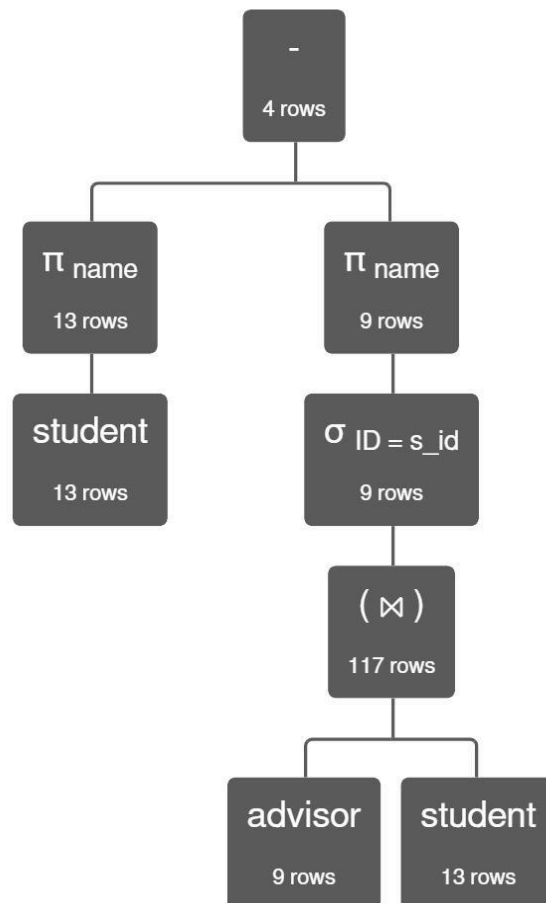 -
4 rows
π name
13 rows
π name
9 rows
student
13 rows
σ ID = s_id
9 rows
( ⋈ )
117 rows
advisor
9 rows
student
13 rows